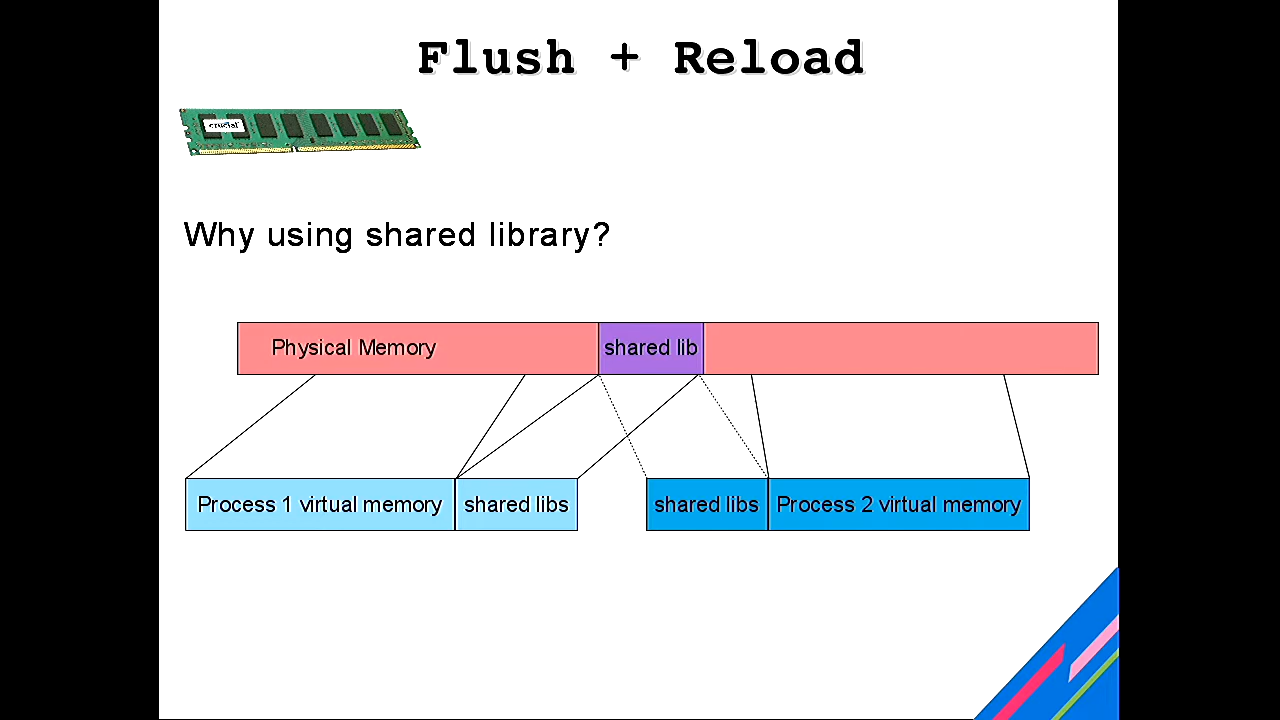 Flush + Reload
crucial
Why using shared library?
Physical Memory
shared lib
Process 1 virtual memory
shared libs
shared libs
Process 2 virtual memory